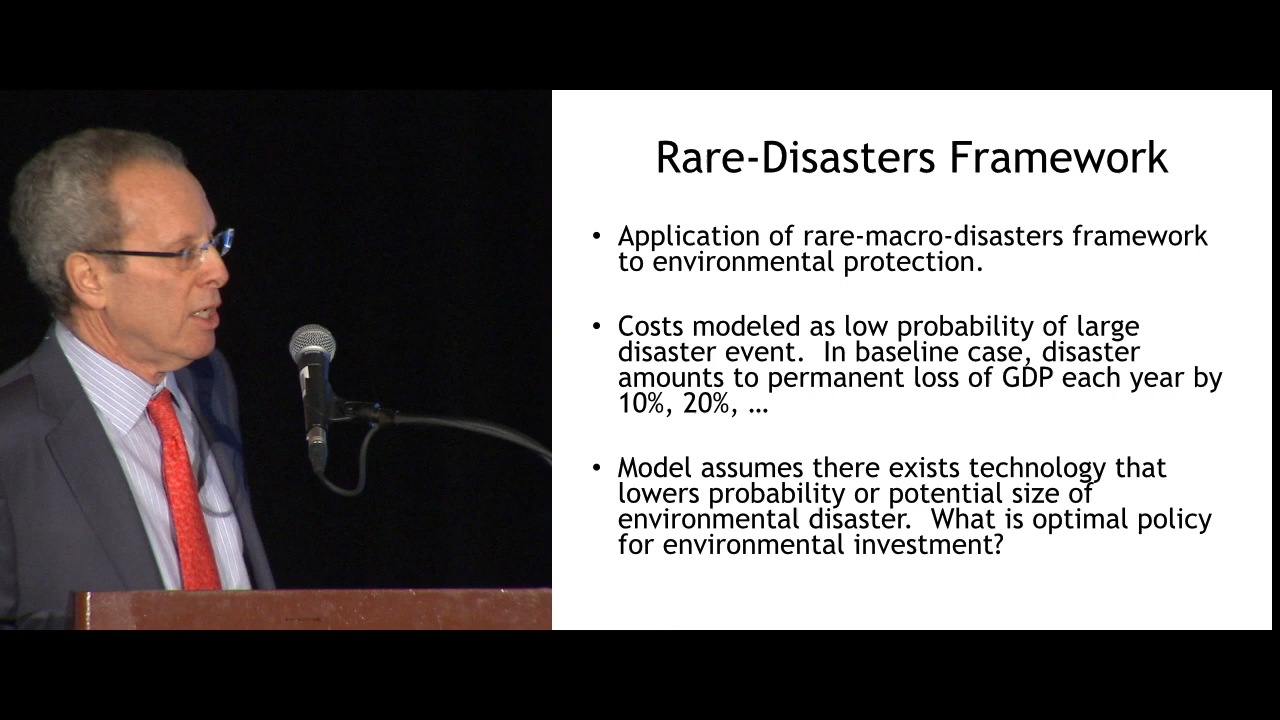 Rare-Disasters Framework
• Application of rare-macro-disasters framework
to environmental protection.
• Costs modeled as low probability of large
disaster event.  In baseline case, disaster
amounts to permanent loss of GDP each year by
10%, 20%, …
• Model assumes there exists technology that
lowers probability or potential size of
environmental disaster.  What is optimal policy
for environmental investment?